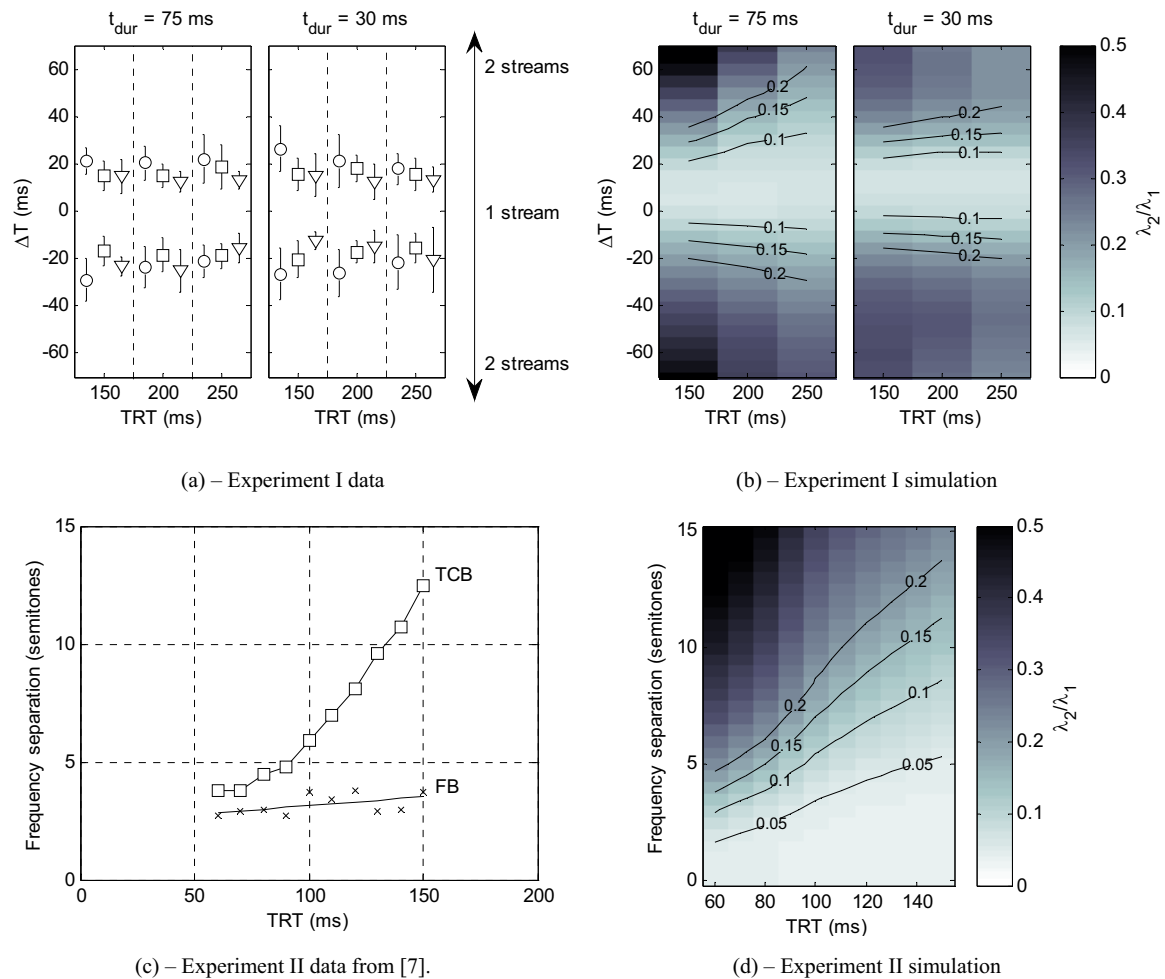 t_dur = 75 ms
t_dur = 30 ms
60
40
20
0
-20
-40
-60
ΔT (ms)
150 200 250
TRT (ms)
150 200 250
TRT (ms)
2 streams
1 stream
2 streams
(a) – Experiment I data
t_dur = 75 ms
t_dur = 30 ms
60
40
20
0
-20
-40
-60
ΔT (ms)
0.2
0.15
0.1
0.1
0.15
0.2
0.2
0.15
0.1
0.1
0.15
0.2
150 200 250
TRT (ms)
150 200 250
TRT (ms)
0.5
0.4
0.3
0.2
0.1
0
λ2/λ1
(b) – Experiment I simulation
15
10
5
0
Frequency separation (semitones)
TCB
FB
0 50 100 150 200
TRT (ms)
(c) – Experiment II data from [7].
15
10
5
0
Frequency separation (semitones)
0.2
0.15
0.2
0.15
0.1
0.1
0.05
0.05
60 80 100 120 140
TRT (ms)
0.5
0.4
0.3
0.2
0.1
0
λ2/λ1
(d) – Experiment II simulation